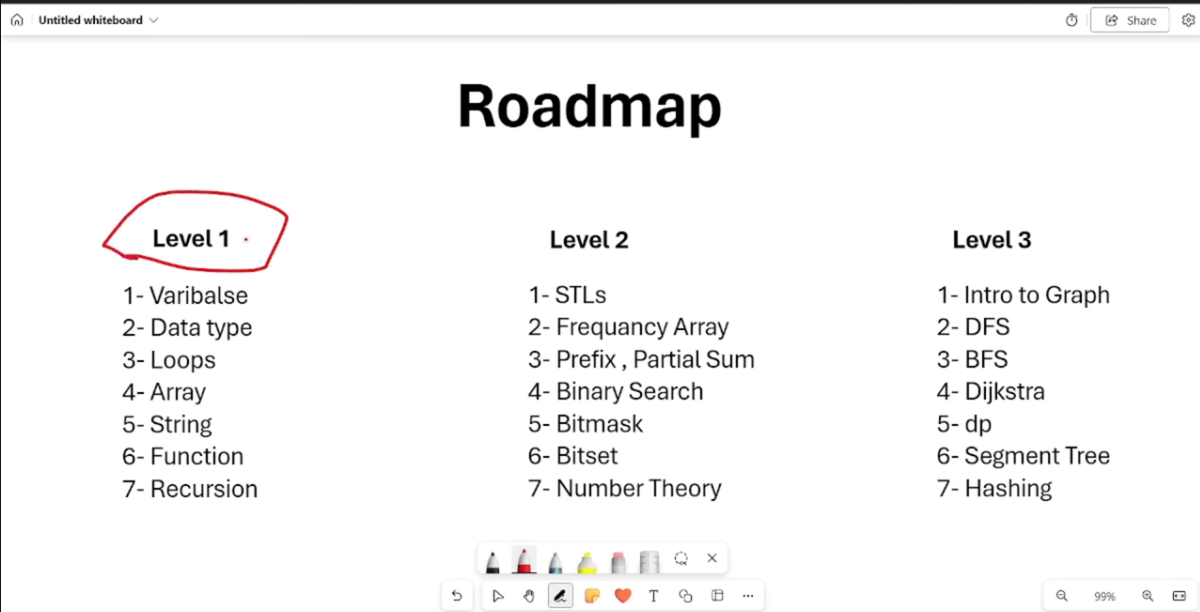 Untitled whiteboard
Share
Roadmap
Level 1
1- Varibalse
2- Data type
3- Loops
4- Array
5- String
6- Function
7- Recursion
Level 2
1- STLs
2- Frequancy Array
3- Prefix , Partial Sum
4- Binary Search
5- Bitmask
6- Bitset
7- Number Theory
Level 3
1- Intro to Graph
2- DFS
3- BFS
4- Dijkstra
5- dp
6- Segment Tree
7- Hashing
T
99%